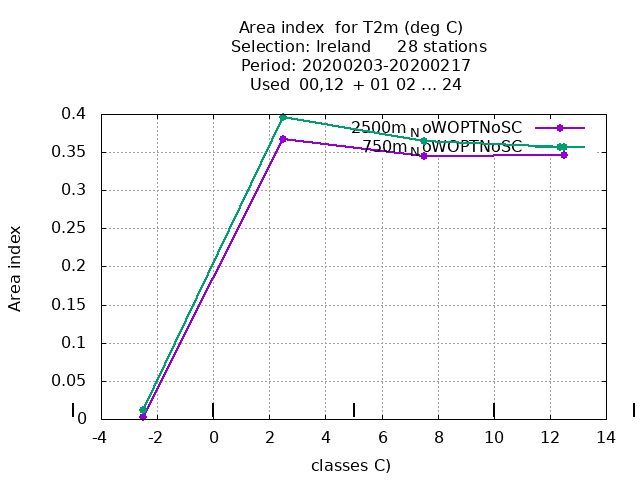 Area index  for T2m (deg C)
Selection: Ireland     28 stations
Period: 20200203-20200217
Used  00,12  + 01 02 ... 24
2500m_NoWOPTNoSC
750m_NoWOPTNoSC
0.4
0.35
0.3
0.25
0.2
0.15
0.1
0.05
0
Area index
-4 -2 0 2 4 6 8 10 12 14
classes C)